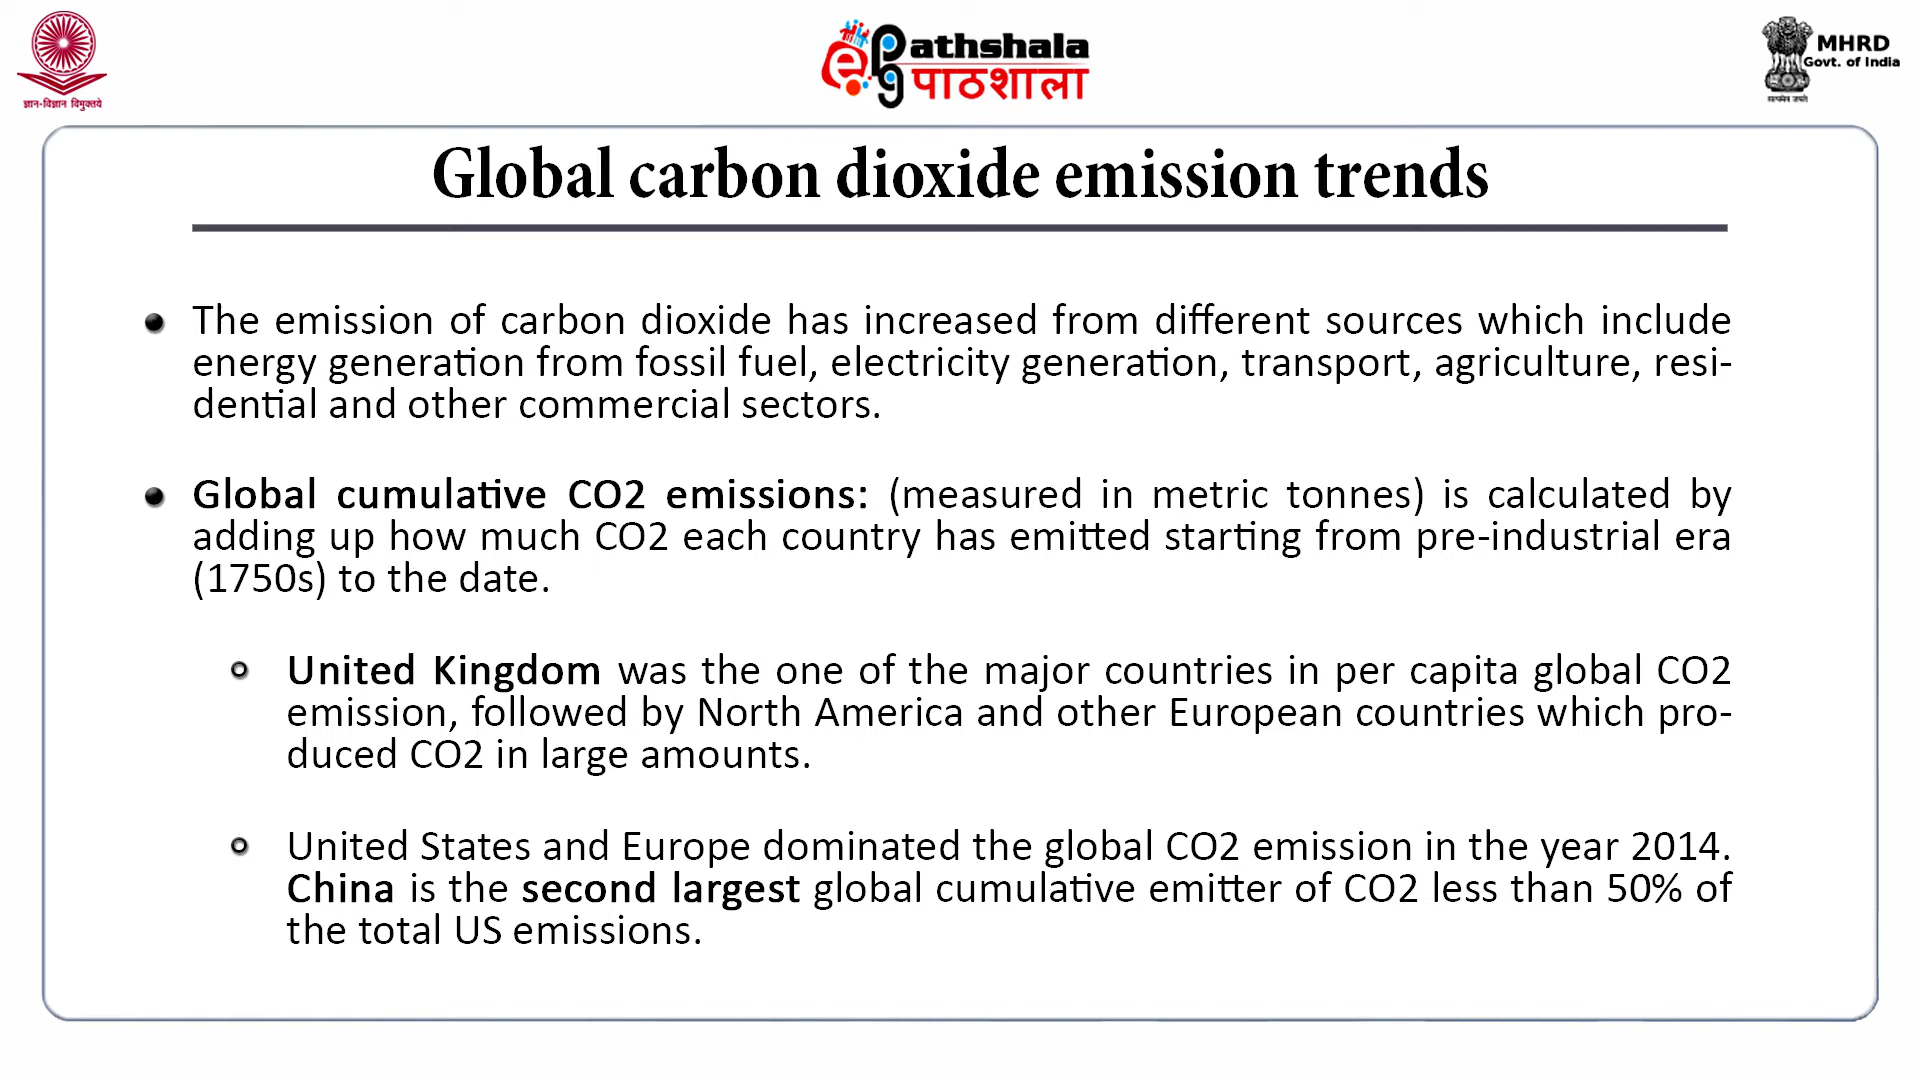 ज्ञान-विज्ञान विमुक्तये
ePG Pathshala
पाठशाला
MHRD
Govt. of India
सत्यमेव जयते
Global carbon dioxide emission trends
The emission of carbon dioxide has increased from different sources which include
energy generation from fossil fuel, electricity generation, transport, agriculture, resi-
dential and other commercial sectors.
Global cumulative CO2 emissions: (measured in metric tonnes) is calculated by
adding up how much CO2 each country has emitted starting from pre-industrial era
(1750s) to the date.
United Kingdom was the one of the major countries in per capita global CO2
emission, followed by North America and other European countries which pro-
duced CO2 in large amounts.
United States and Europe dominated the global CO2 emission in the year 2014.
China is the second largest global cumulative emitter of CO2 less than 50% of
the total US emissions.